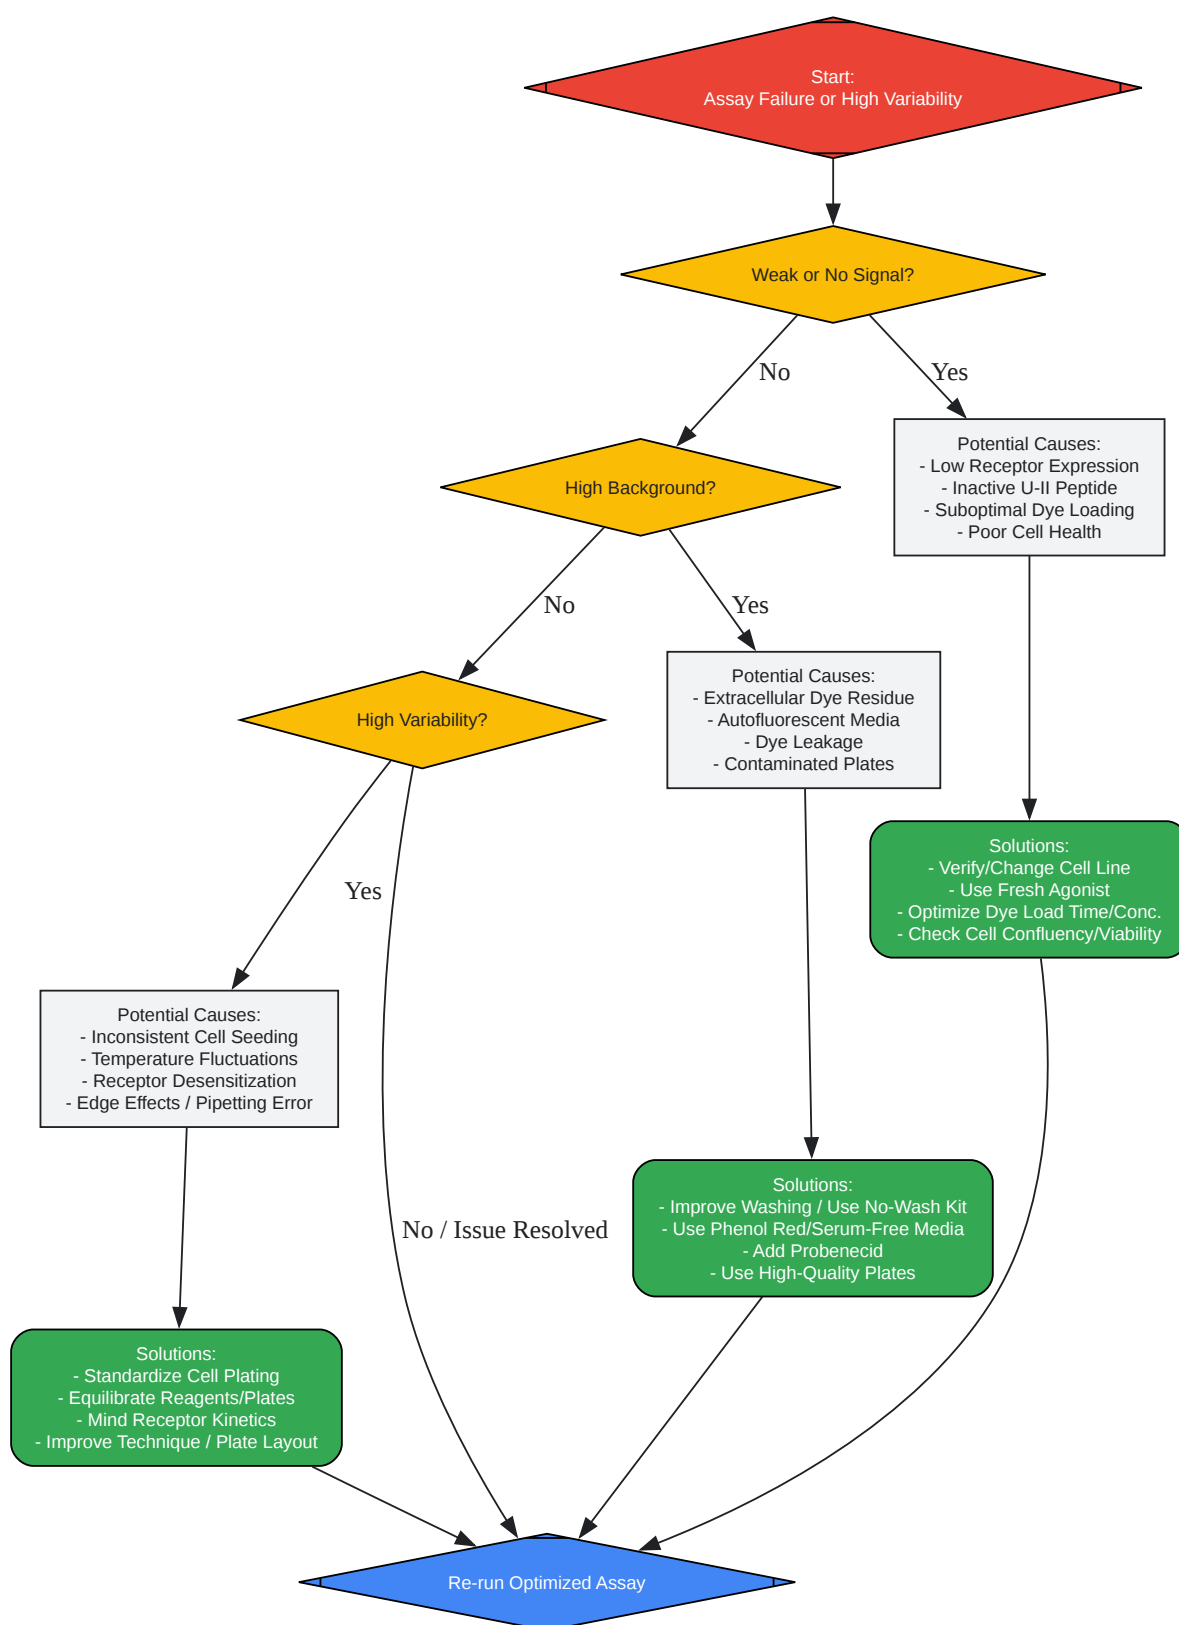 Start:
Assay Failure or High Variability
Weak or No Signal?
No
Yes
Potential Causes:
- Low Receptor Expression
- Inactive U-II Peptide
- Suboptimal Dye Loading
- Poor Cell Health
High Background?
No
Yes
Potential Causes:
- Extracellular Dye Residue
- Autofluorescent Media
- Dye Leakage
- Contaminated Plates
High Variability?
Solutions:
- Verify/Change Cell Line
- Use Fresh Agonist
- Optimize Dye Load Time/Conc.
- Check Cell Confluency/Viability
Yes
Potential Causes:
- Inconsistent Cell Seeding
- Temperature Fluctuations
- Receptor Desensitization
- Edge Effects / Pipetting Error
No / Issue Resolved
Solutions:
- Improve Washing / Use No-Wash Kit
- Use Phenol Red/Serum-Free Media
- Add Probenecid
- Use High-Quality Plates
Solutions:
- Standardize Cell Plating
- Equilibrate Reagents/Plates
- Mind Receptor Kinetics
- Improve Technique / Plate Layout
Re-run Optimized Assay